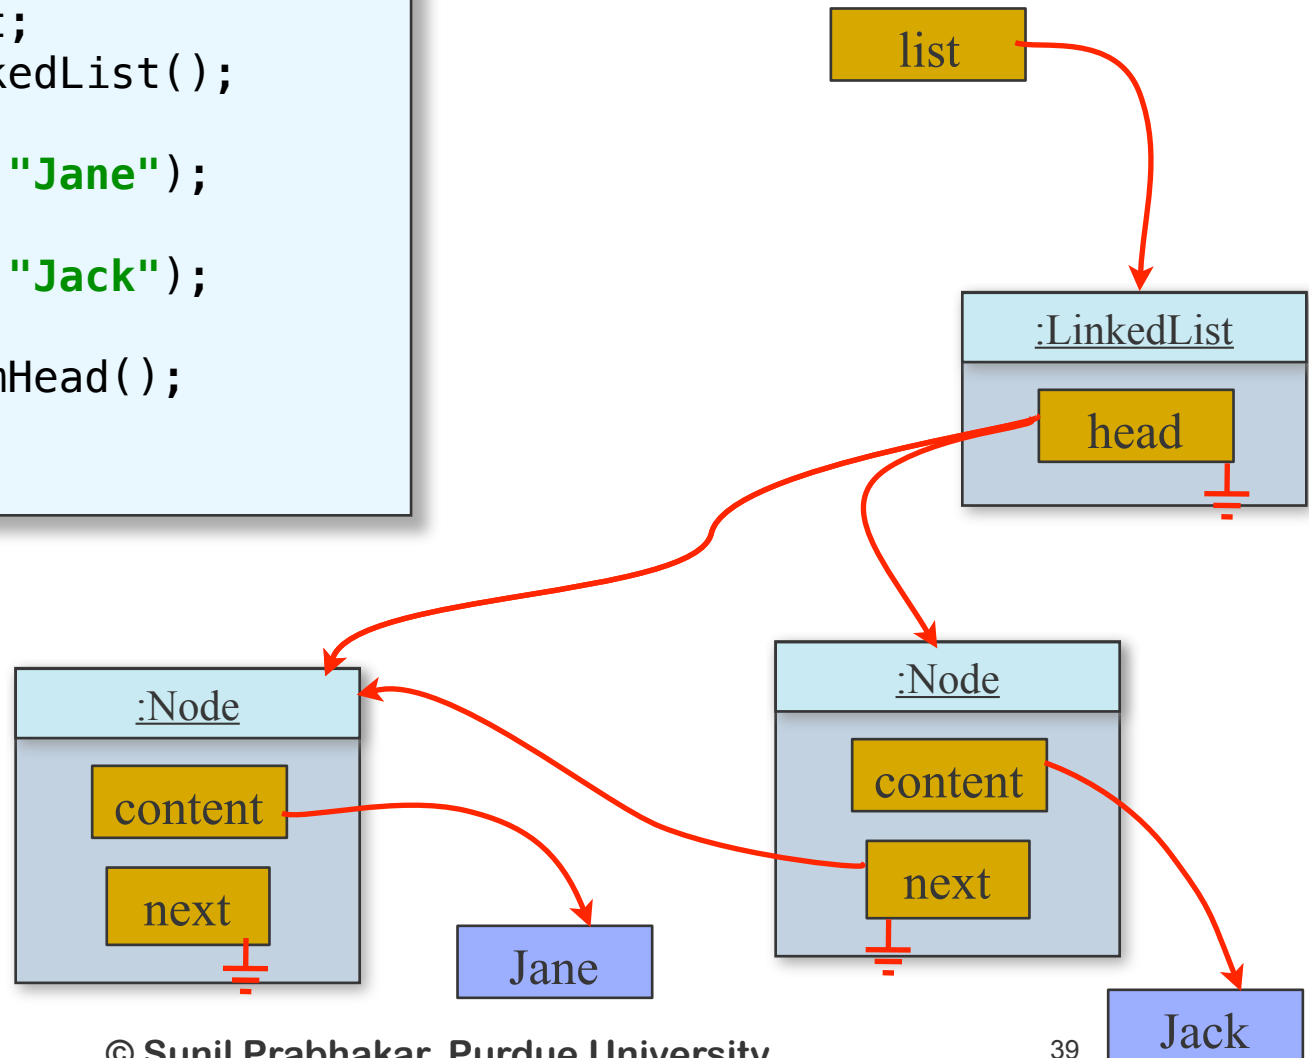 t;
kedList();
"Jane");
"Jack");
mHead();
list
:LinkedList
head
:Node
content
next
Jane
:Node
content
next
Jack
© Sunil Prabhakar, Purdue University
39